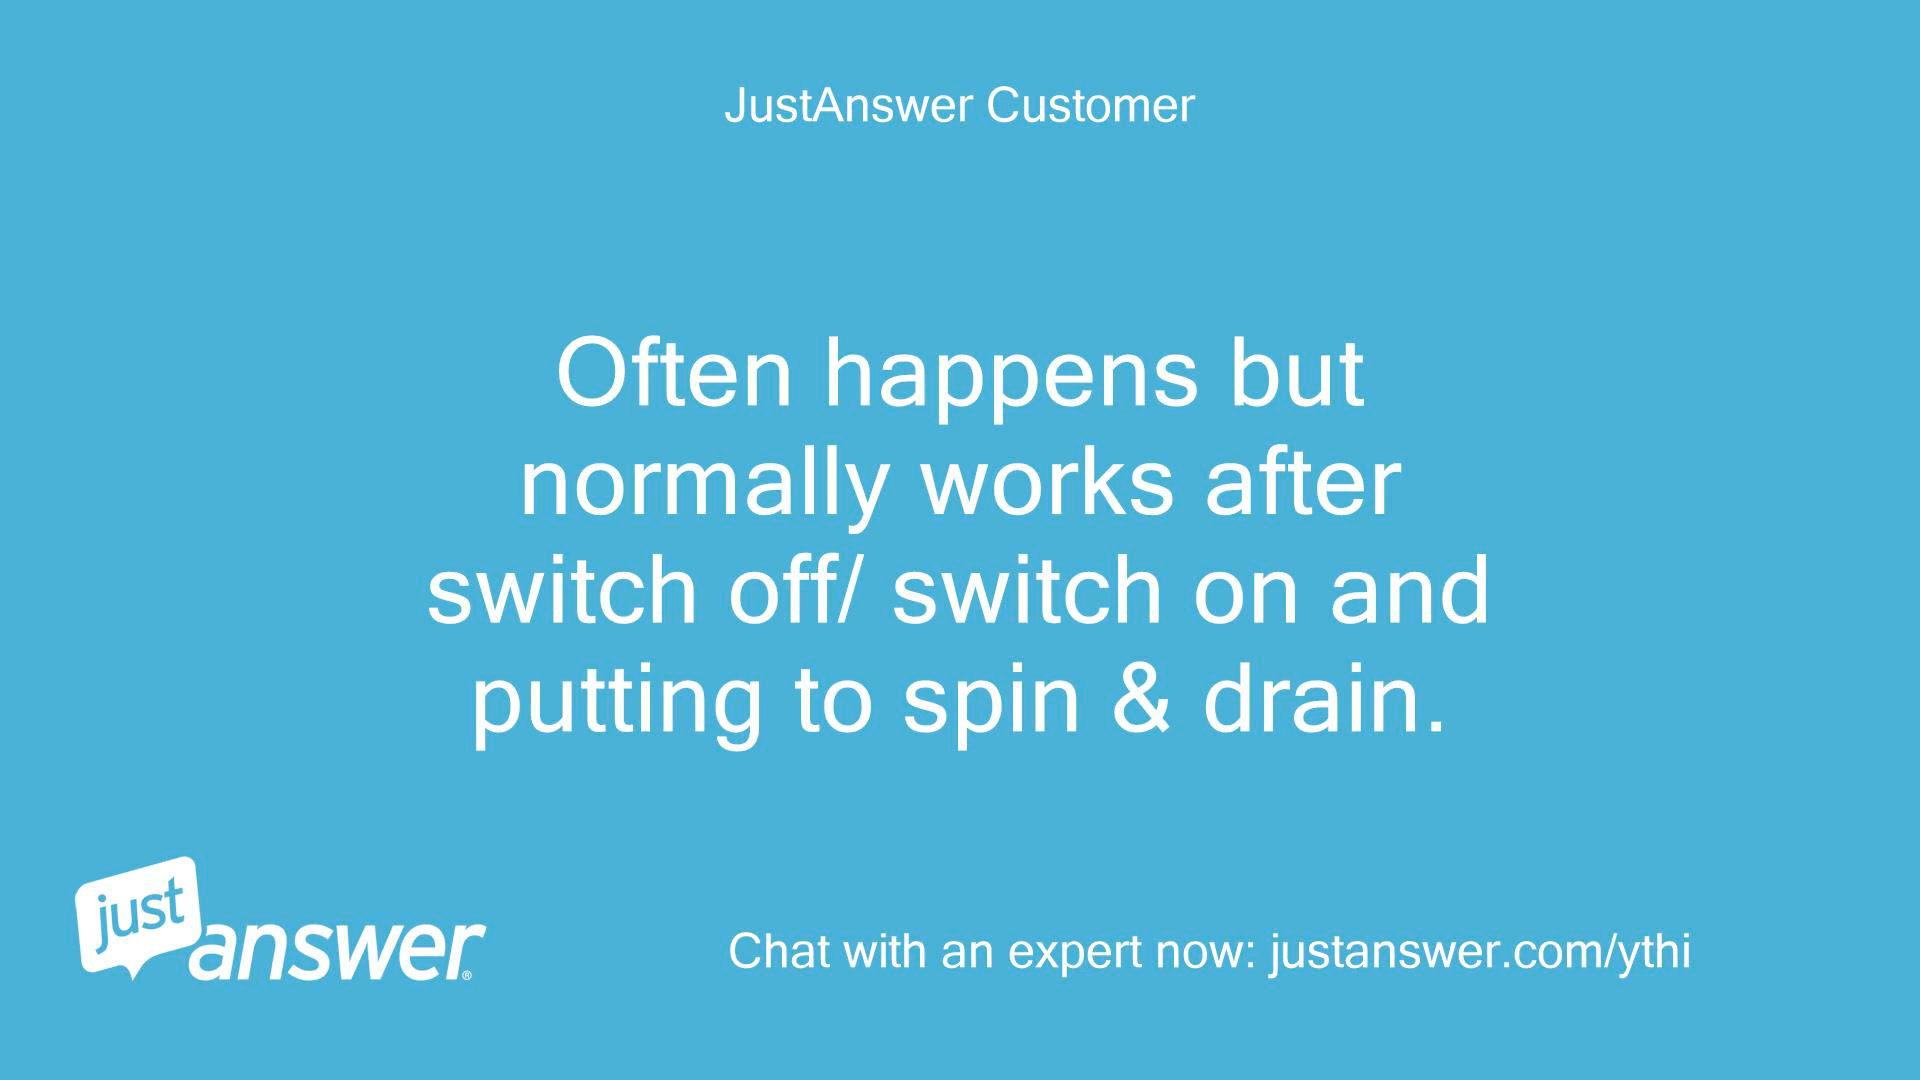 JustAnswer Customer
Often happens but
normally works after
switch off/ switch on and
putting to spin & drain.
just
answer®
Chat with an expert now: justanswer.com/ythi